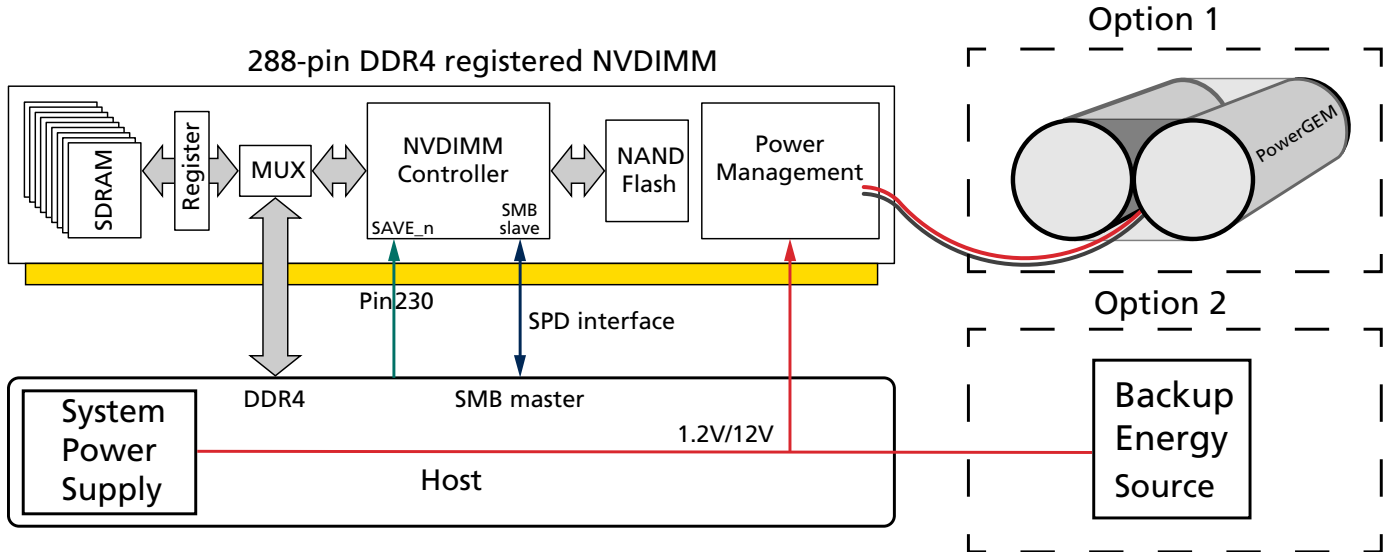 Option 1
288-pin DDR4 registered NVDIMM
SDRAM
Register
MUX
NVDIMM
Controller
SAVE_n
SMB
slave
NAND
Flash
Power
Management
PowerGEM
Pin230
SPD interface
Option 2
DDR4
SMB master
System
Power
Supply
1.2V/12V
Host
Backup
Energy
Source